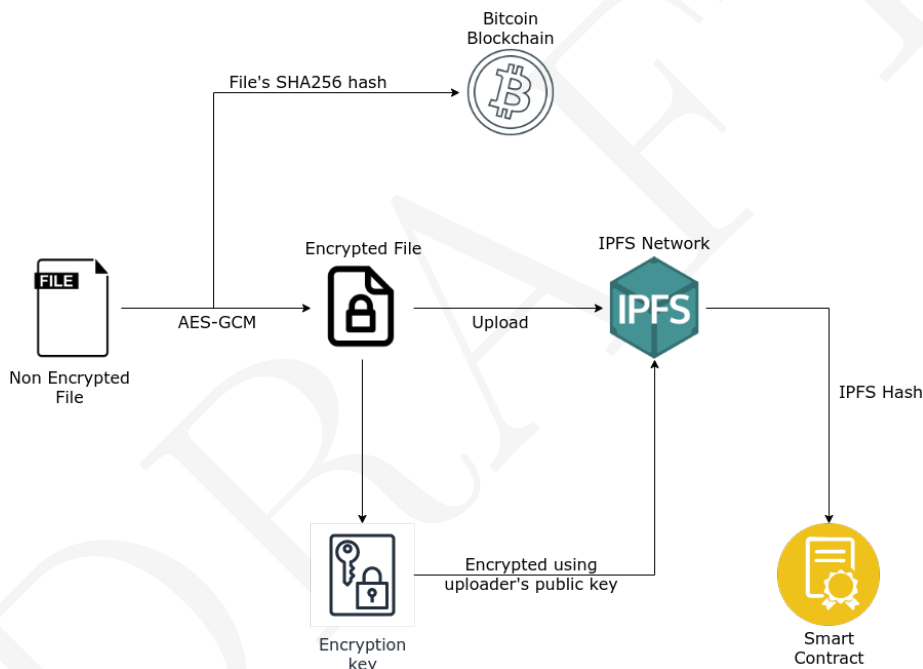 Bitcoin
Blockchain
File's SHA256 hash
Encrypted File
IPFS Network
FILE
IPFS
AES-GCM
Upload
Non Encrypted
File
IPFS Hash
Encrypted using
uploader's public key
Encryption
key
Smart
Contract
DRAFT